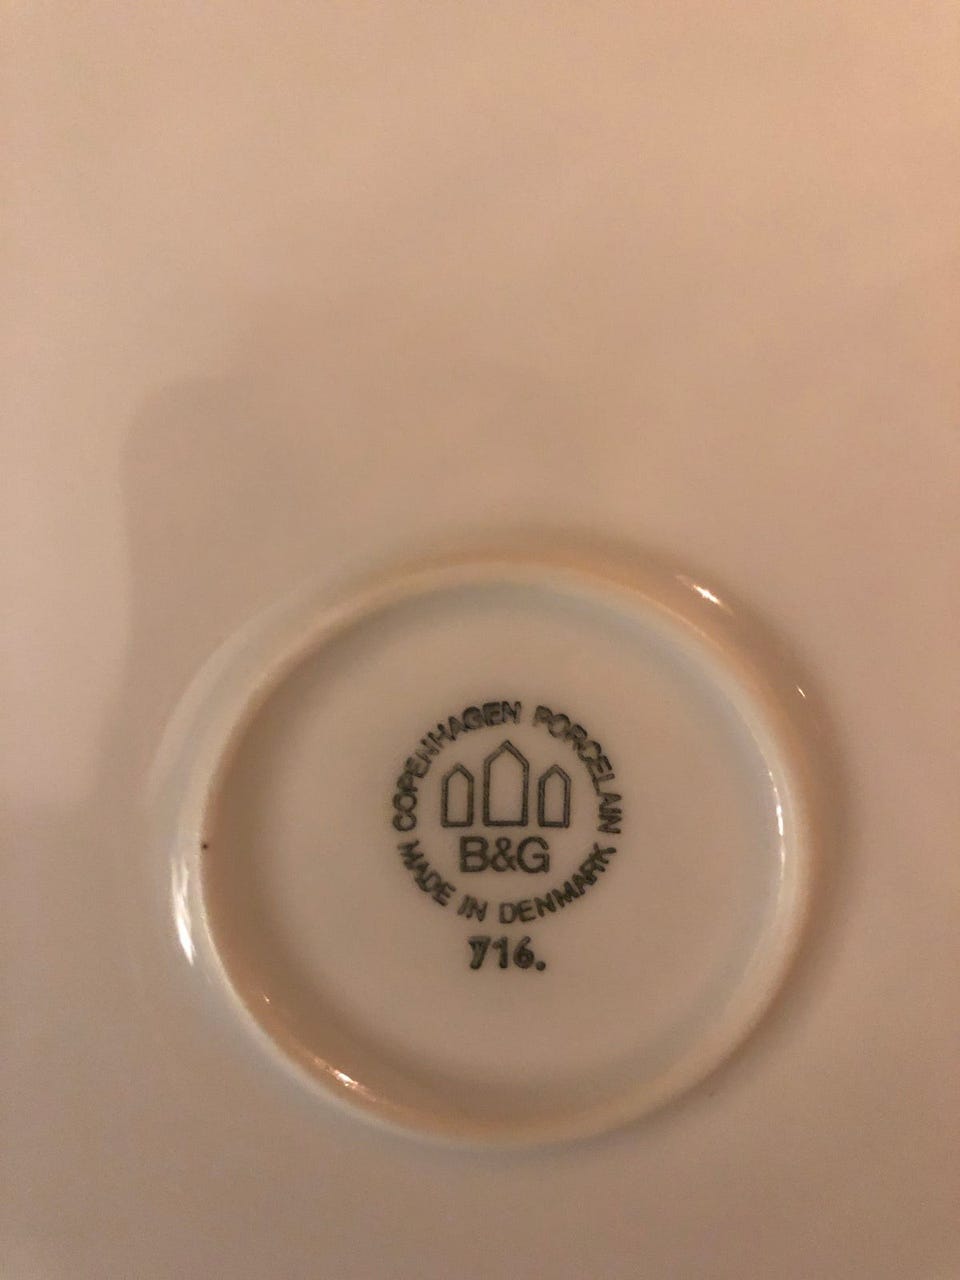 COPENHAGEN PORCELAIN
B&G
MADE IN DENMARK
716.